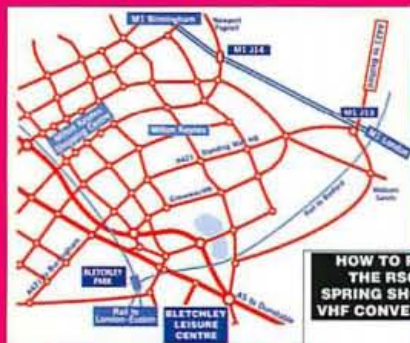 M1 Birmingham
Newport
Pagnell
M1 J14
A421 to Bedford
M1 J13
M1 London
Milton Keynes
Shopping Centre
Milton Keynes
A421 Standing Way H8
Groveway H9
Woburn
Sands
Rail to Bedford
A421 to Buckingham
BLETCHLEY
PARK
Rail to
London-Euston
BLETCHLEY
LEISURE
CENTRE
A5 to Dunstable
HOW TO F
THE RSG
SPRING SH
VHF CONVE